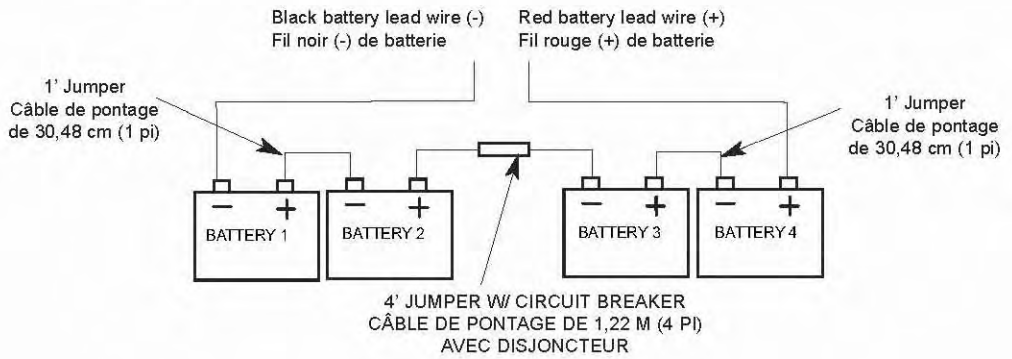 Black battery lead wire (-)
Fil noir (-) de batterie
Red battery lead wire (+)
Fil rouge (+) de batterie
1' Jumper
Câble de pontage
de 30,48 cm (1 pi)
1' Jumper
Câble de pontage
de 30,48 cm (1 pi)
− +
BATTERY 1
− +
BATTERY 2
− +
BATTERY 3
− +
BATTERY 4
4' JUMPER W/ CIRCUIT BREAKER
CÂBLE DE PONTAGE DE 1,22 M (4 PI)
AVEC DISJONCTEUR